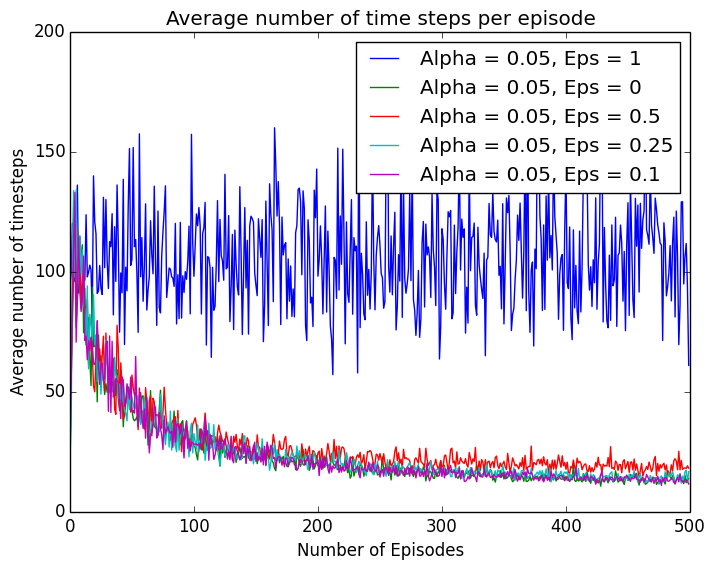 Average number of time steps per episode
200
150
100
50
0
Average number of timesteps
Alpha = 0.05, Eps = 1
Alpha = 0.05, Eps = 0
Alpha = 0.05, Eps = 0.5
Alpha = 0.05, Eps = 0.25
Alpha = 0.05, Eps = 0.1
0 100 200 300 400 500
Number of Episodes